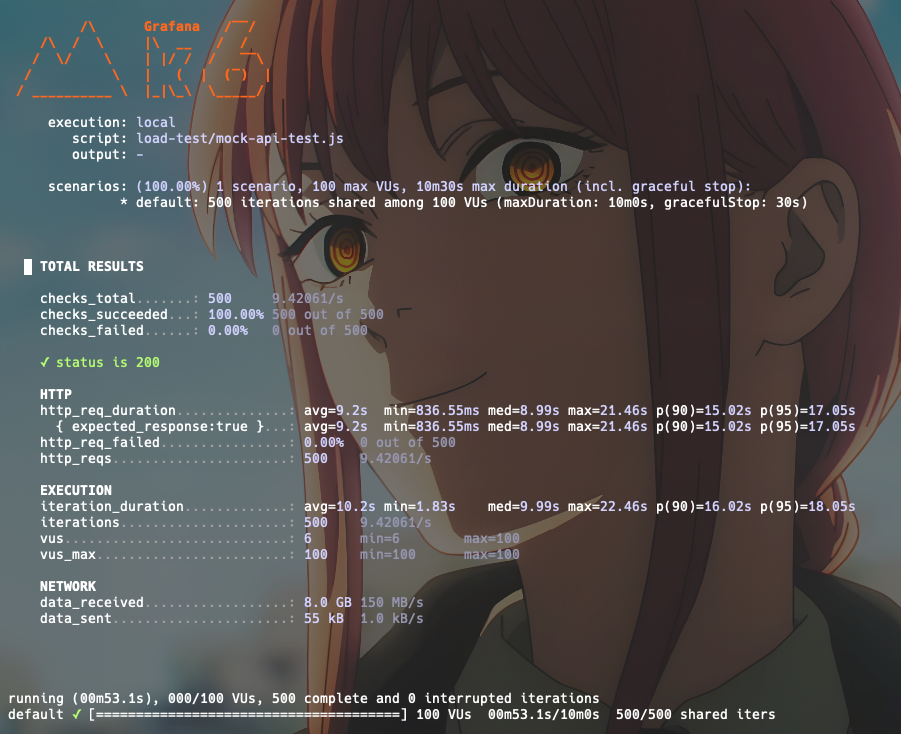 Grafana
execution: local
script: load-test/mock-api-test.js
output: -
scenarios: (100.00%) 1 scenario, 100 max VUs, 10m30s max duration (incl. graceful stop):
* default: 500 iterations shared among 100 VUs (maxDuration: 10m0s, gracefulStop: 30s)
█ TOTAL RESULTS
checks_total.......: 500     9.42061/s
checks_succeeded...: 100.00% 500 out of 500
checks_failed......: 0.00%   0 out of 500
✓ status is 200
HTTP
http_req_duration..............: avg=9.2s  min=836.55ms med=8.99s max=21.46s p(90)=15.02s p(95)=17.05s
{ expected_response:true }...: avg=9.2s  min=836.55ms med=8.99s max=21.46s p(90)=15.02s p(95)=17.05s
http_req_failed................: 0.00%  0 out of 500
http_reqs......................: 500    9.42061/s
EXECUTION
iteration_duration.............: avg=10.2s min=1.83s    med=9.99s max=22.46s p(90)=16.02s p(95)=18.05s
iterations.....................: 500    9.42061/s
vus............................: 6      min=6        max=100
vus_max........................: 100    min=100      max=100
NETWORK
data_received..................: 8.0 GB 150 MB/s
data_sent......................: 55 kB  1.0 kB/s
running (00m53.1s), 000/100 VUs, 500 complete and 0 interrupted iterations
default ✓ [======================================] 100 VUs  00m53.1s/10m0s  500/500 shared iters